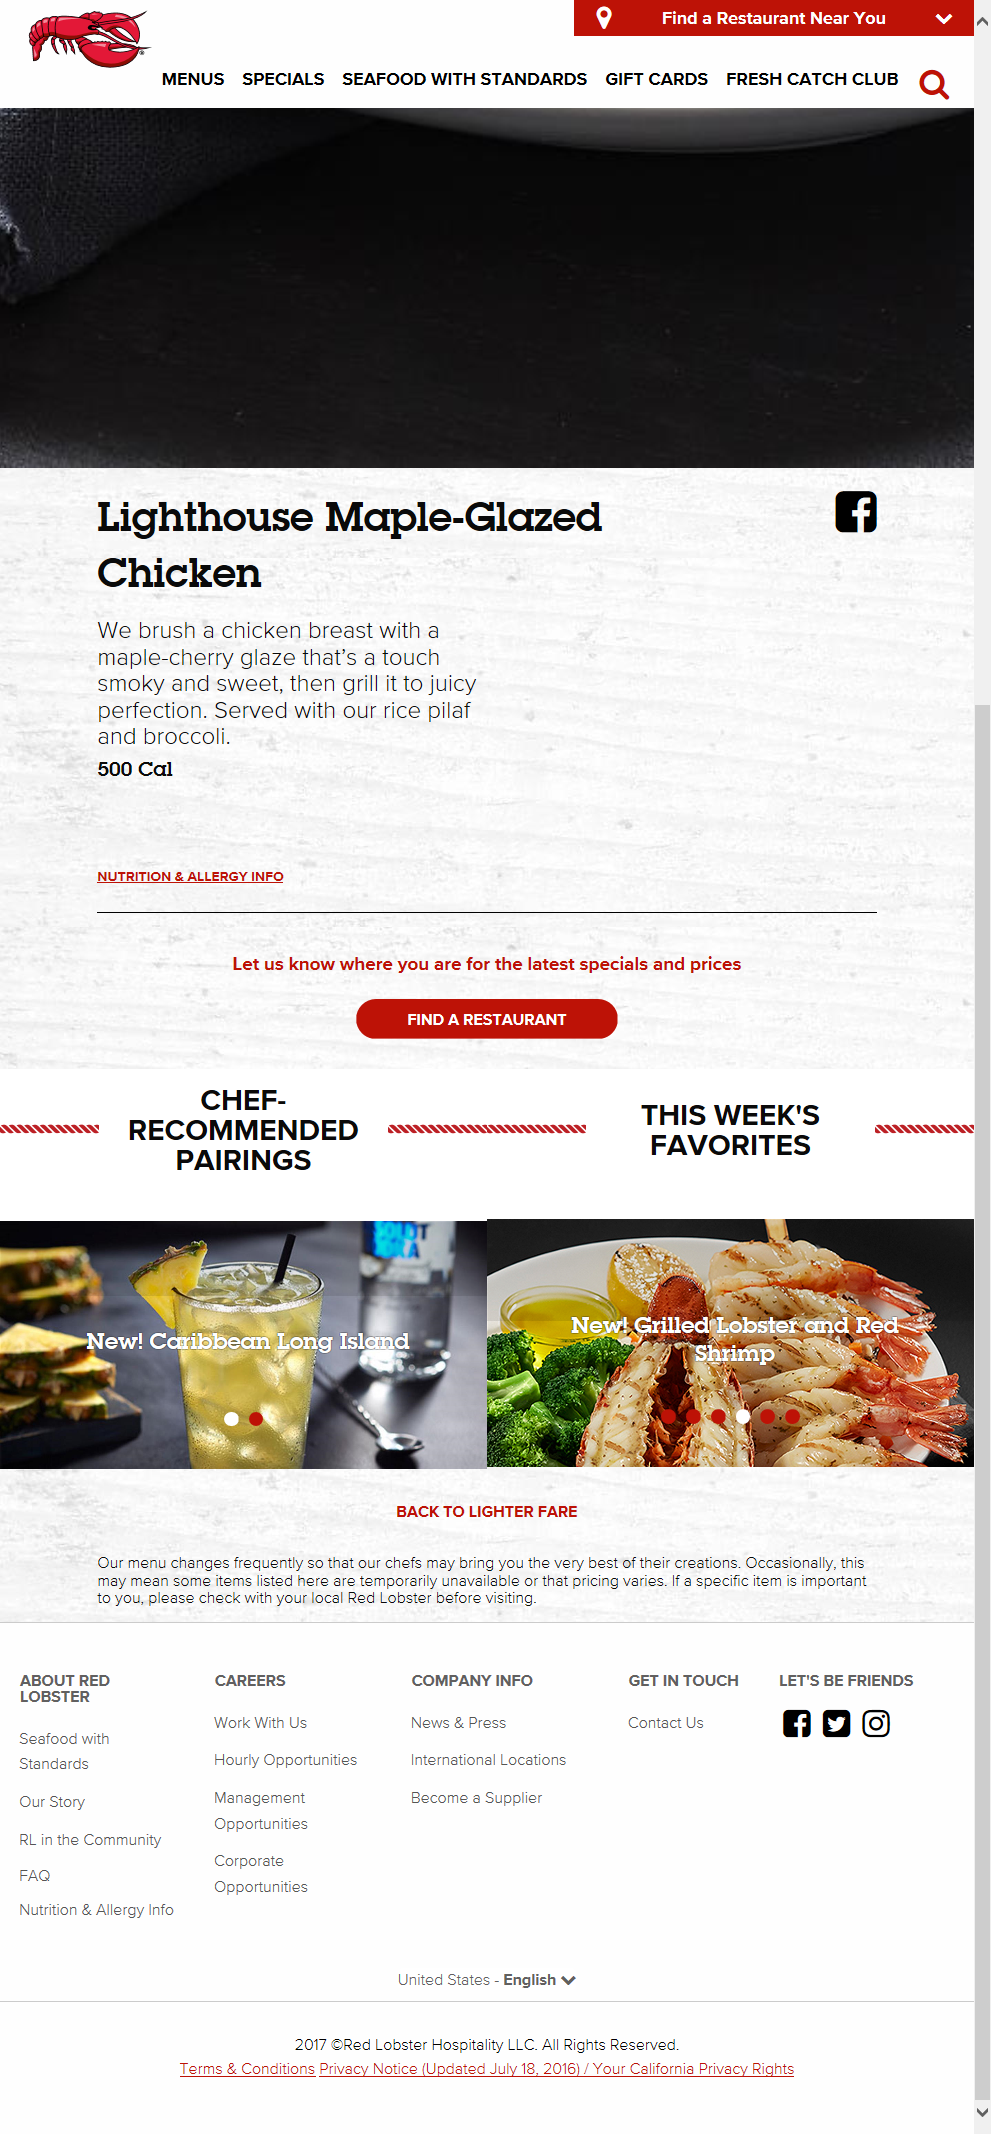 Find a Restaurant Near You
MENUS SPECIALS SEAFOOD WITH STANDARDS GIFT CARDS FRESH CATCH CLUB
Lighthouse Maple-Glazed
Chicken
We brush a chicken breast with a
maple-cherry glaze that's a touch
smoky and sweet, then grill it to juicy
perfection. Served with our rice pilaf
and broccoli.
500 Cal
NUTRITION & ALLERGY INFO
Let us know where you are for the latest specials and prices
FIND A RESTAURANT
CHEF-
RECOMMENDED
PAIRINGS
THIS WEEK'S
FAVORITES
New! Caribbean Long Island
New! Grilled Lobster and Red
Shrimp
BACK TO LIGHTER FARE
Our menu changes frequently so that our chefs may bring you the very best of their creations. Occasionally, this
may mean some items listed here are temporarily unavailable or that pricing varies. If a specific item is important
to you, please check with your local Red Lobster before visiting.
ABOUT RED
LOBSTER
Seafood with
Standards
Our Story
RL in the Community
FAQ
Nutrition & Allergy Info
CAREERS
Work With Us
Hourly Opportunities
Management
Opportunities
Corporate
Opportunities
COMPANY INFO
News & Press
International Locations
Become a Supplier
GET IN TOUCH
Contact Us
LET'S BE FRIENDS
United States - English
2017 ©Red Lobster Hospitality LLC. All Rights Reserved.
Terms & Conditions Privacy Notice (Updated July 18, 2016) / Your California Privacy Rights